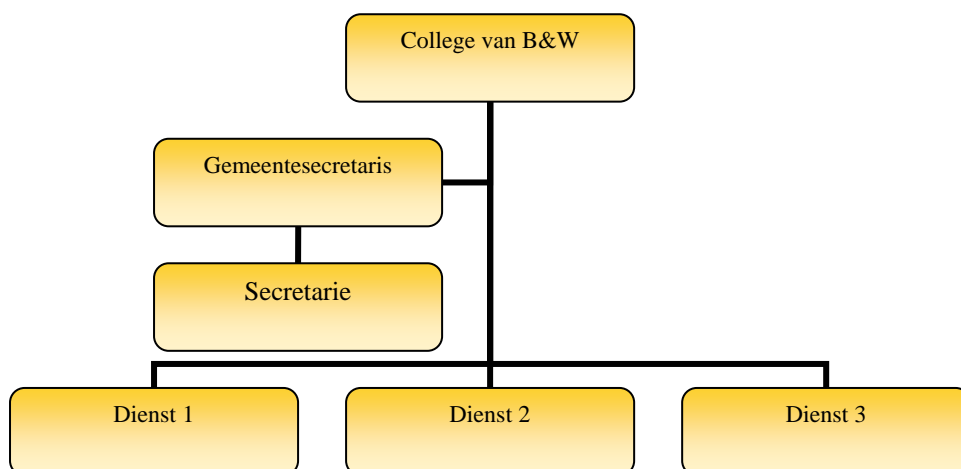 College van B&W
Gemeentesecretaris
Secretarie
Dienst 1
Dienst 2
Dienst 3